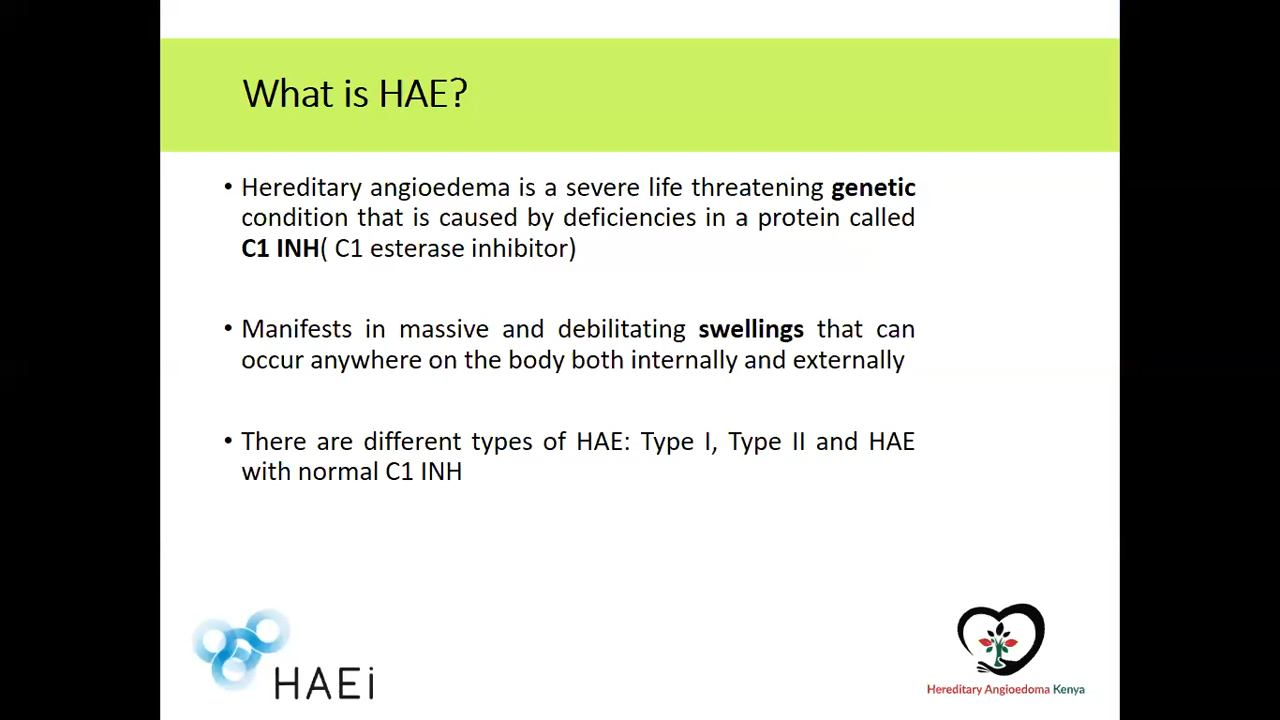 What is HAE?
• Hereditary angioedema is a severe life threatening genetic
condition that is caused by deficiencies in a protein called
C1 INH( C1 esterase inhibitor)
• Manifests in massive and debilitating swellings that can
occur anywhere on the body both internally and externally
• There are different types of HAE: Type I, Type II and HAE
with normal C1 INH
HAEi
Hereditary Angioedoma Kenya